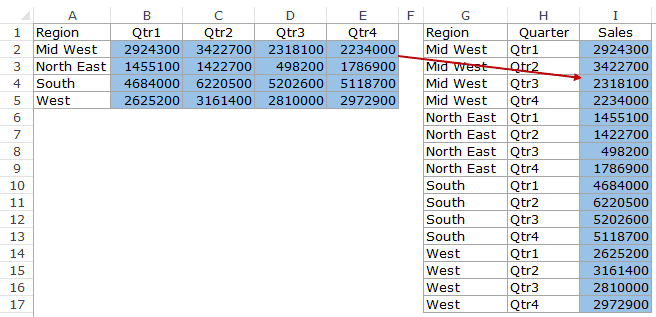 A B C D E F G H I
1 Region Qtr1 Qtr2 Qtr3 Qtr4 Region Quarter Sales
2 Mid West 2924300 3422700 2318100 2234000 Mid West Qtr1 2924300
3 North East 1455100 1422700 498200 1786900 Mid West Qtr2 3422700
4 South 4684000 6220500 5202600 5118700 Mid West Qtr3 2318100
5 West 2625200 3161400 2810000 2972900 Mid West Qtr4 2234000
6 North East Qtr1 1455100
7 North East Qtr2 1422700
8 North East Qtr3 498200
9 North East Qtr4 1786900
10 South Qtr1 4684000
11 South Qtr2 6220500
12 South Qtr3 5202600
13 South Qtr4 5118700
14 West Qtr1 2625200
15 West Qtr2 3161400
16 West Qtr3 2810000
17 West Qtr4 2972900